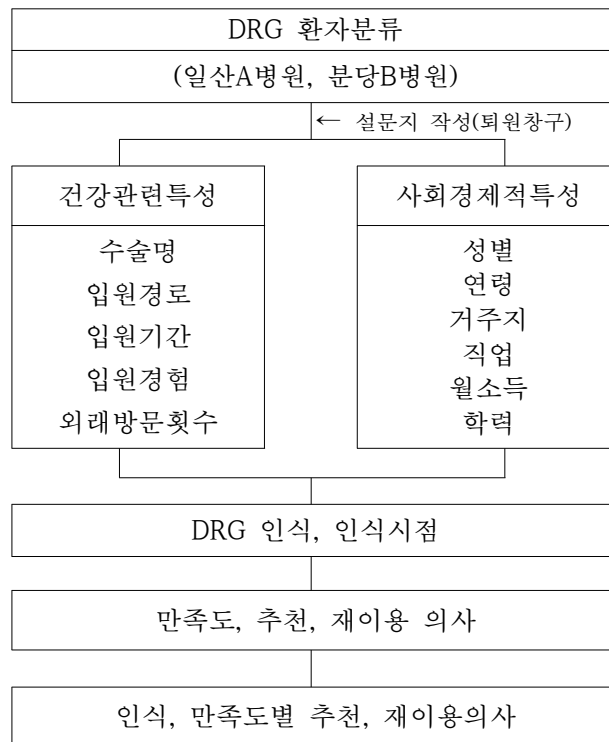 DRG 환자분류
(일산A병원, 분당B병원)
← 설문지 작성(퇴원창구)
건강관련특성
수술명
입원경로
입원기간
입원경험
외래방문횟수
사회경제적특성
성별
연령
거주지
직업
월소득
학력
DRG 인식, 인식시점
만족도, 추천, 재이용 의사
인식, 만족도별 추천, 재이용의사